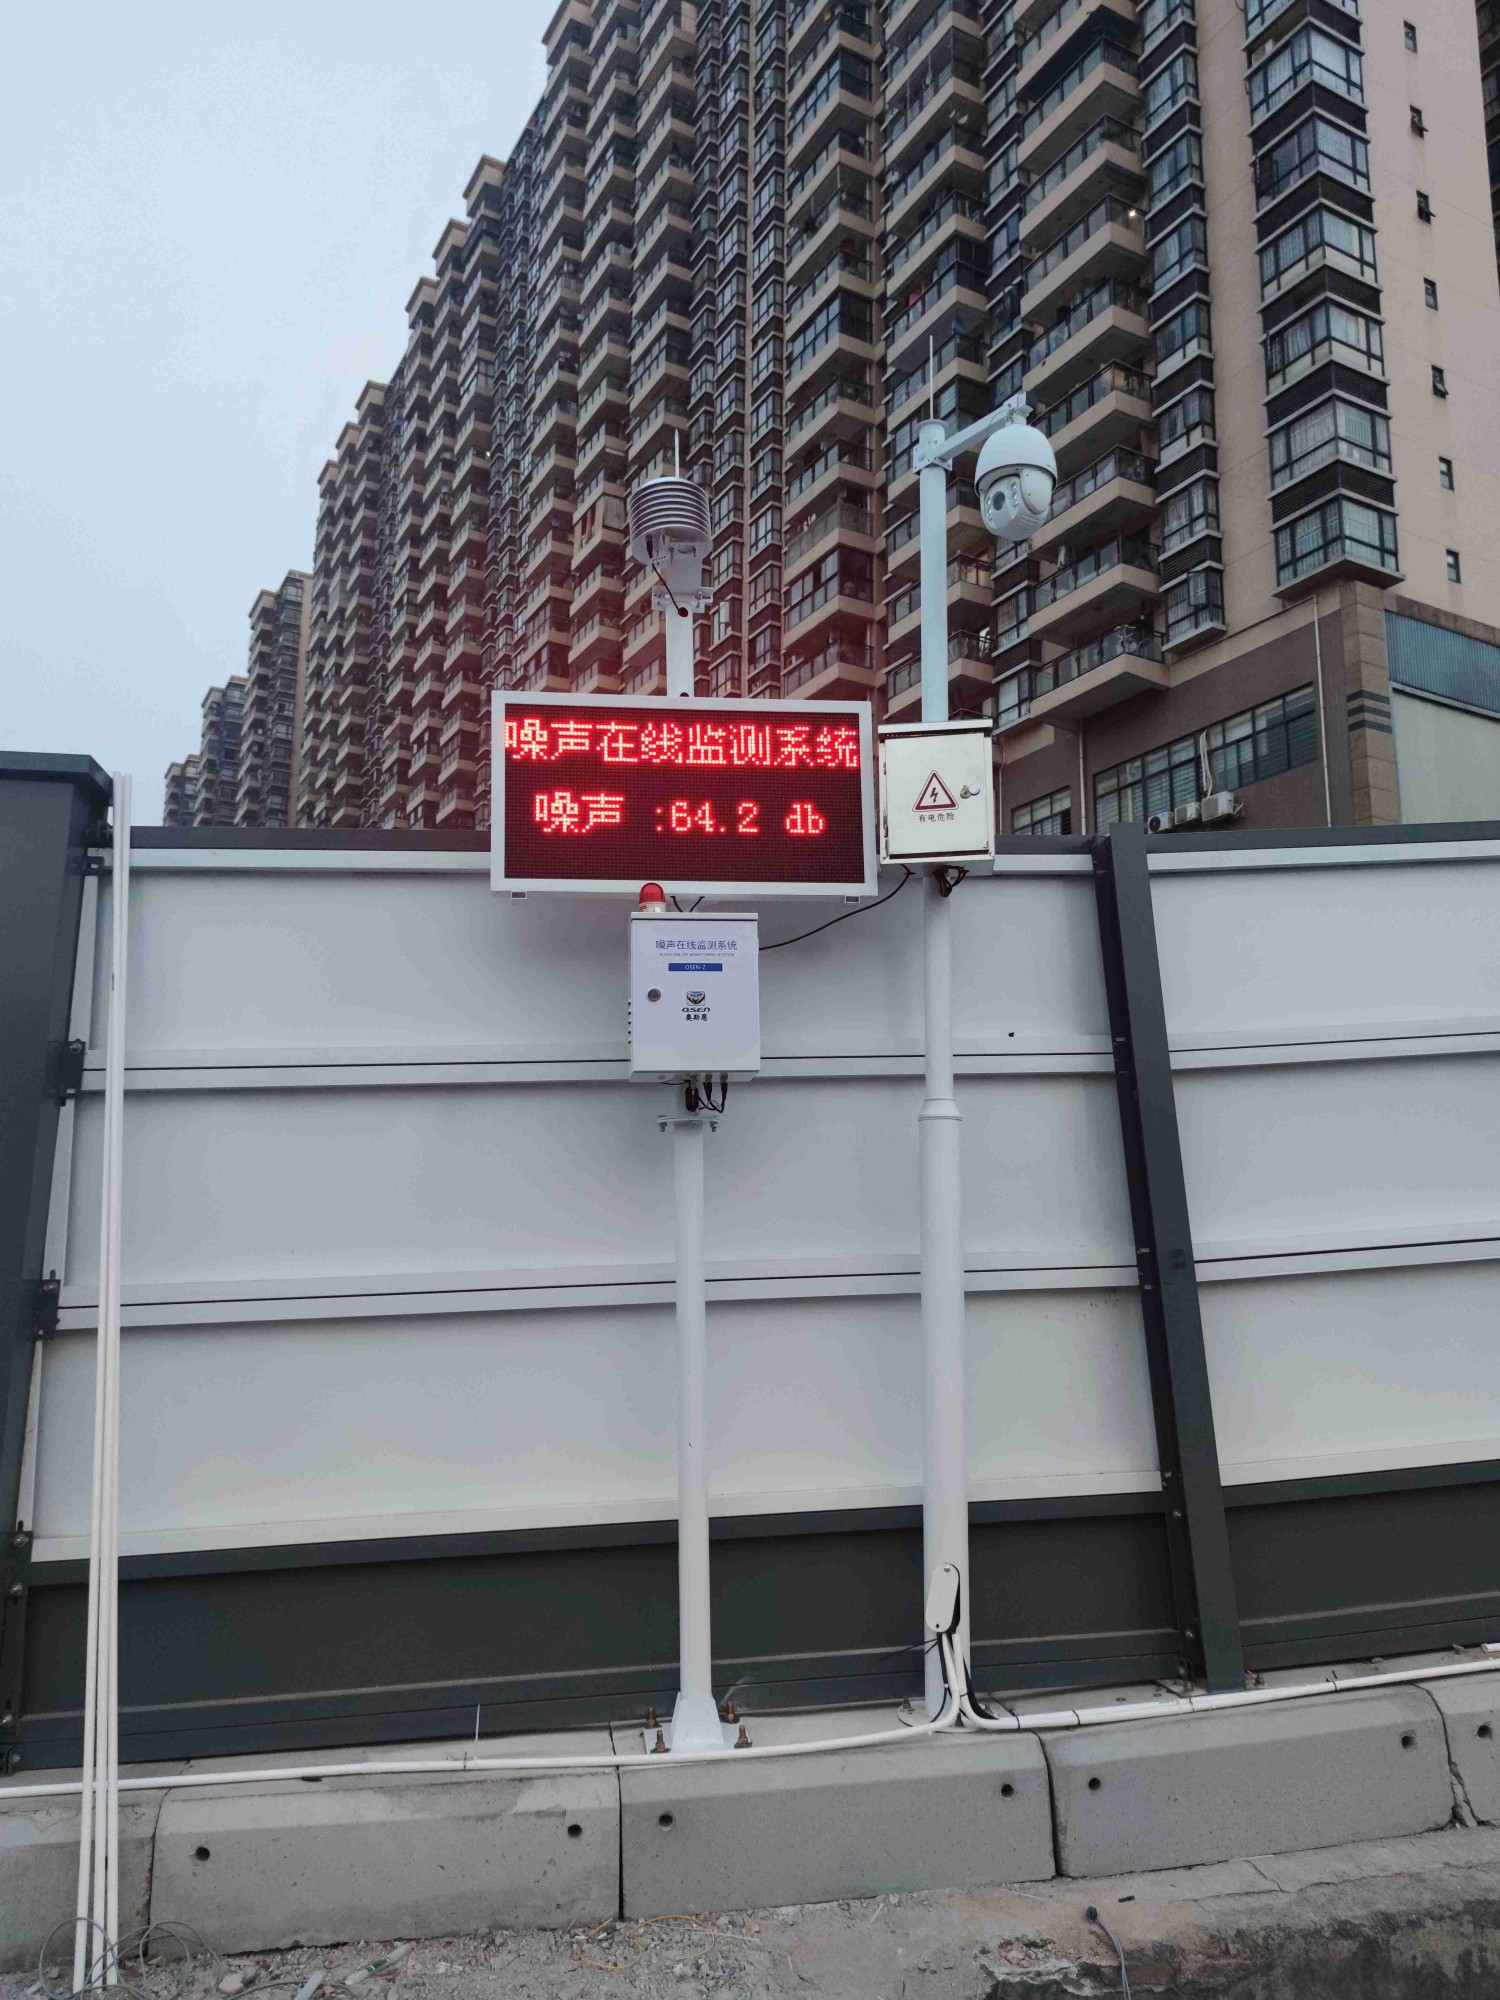 噪声在线监测系统
噪声 :64.2 db
有电危险
噪声在线监测系统
OSEN-Z
OSEN
奥斯恩